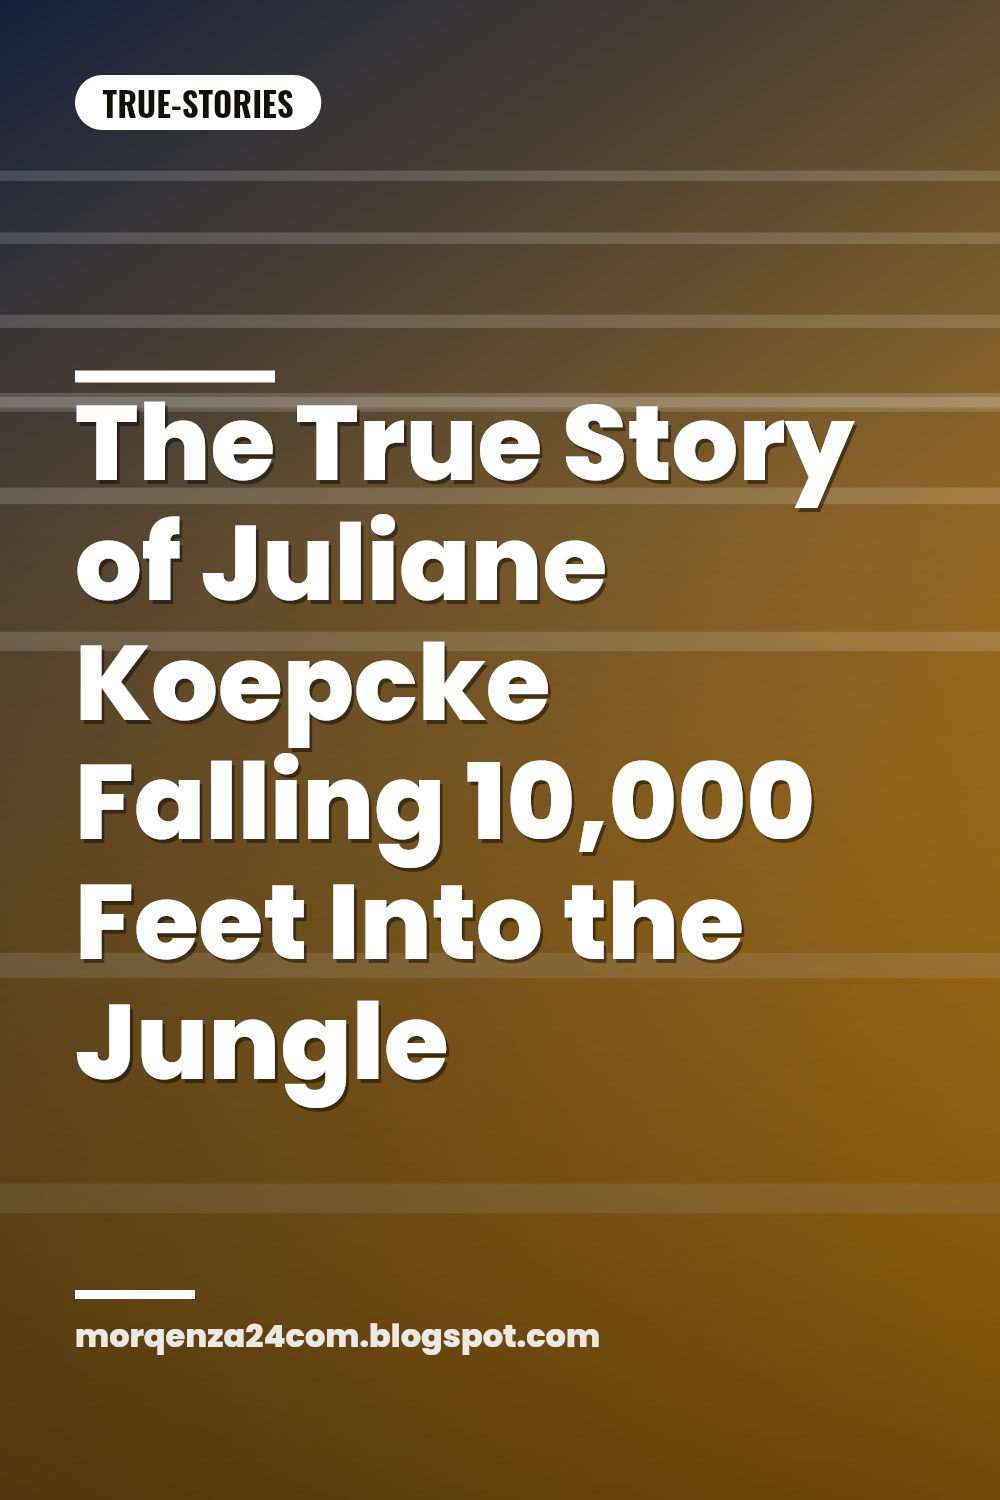 TRUE-STORIES
The True Story
of Juliane
Koepcke
Falling 10,000
Feet Into the
Jungle
morqenza24com.blogspot.com